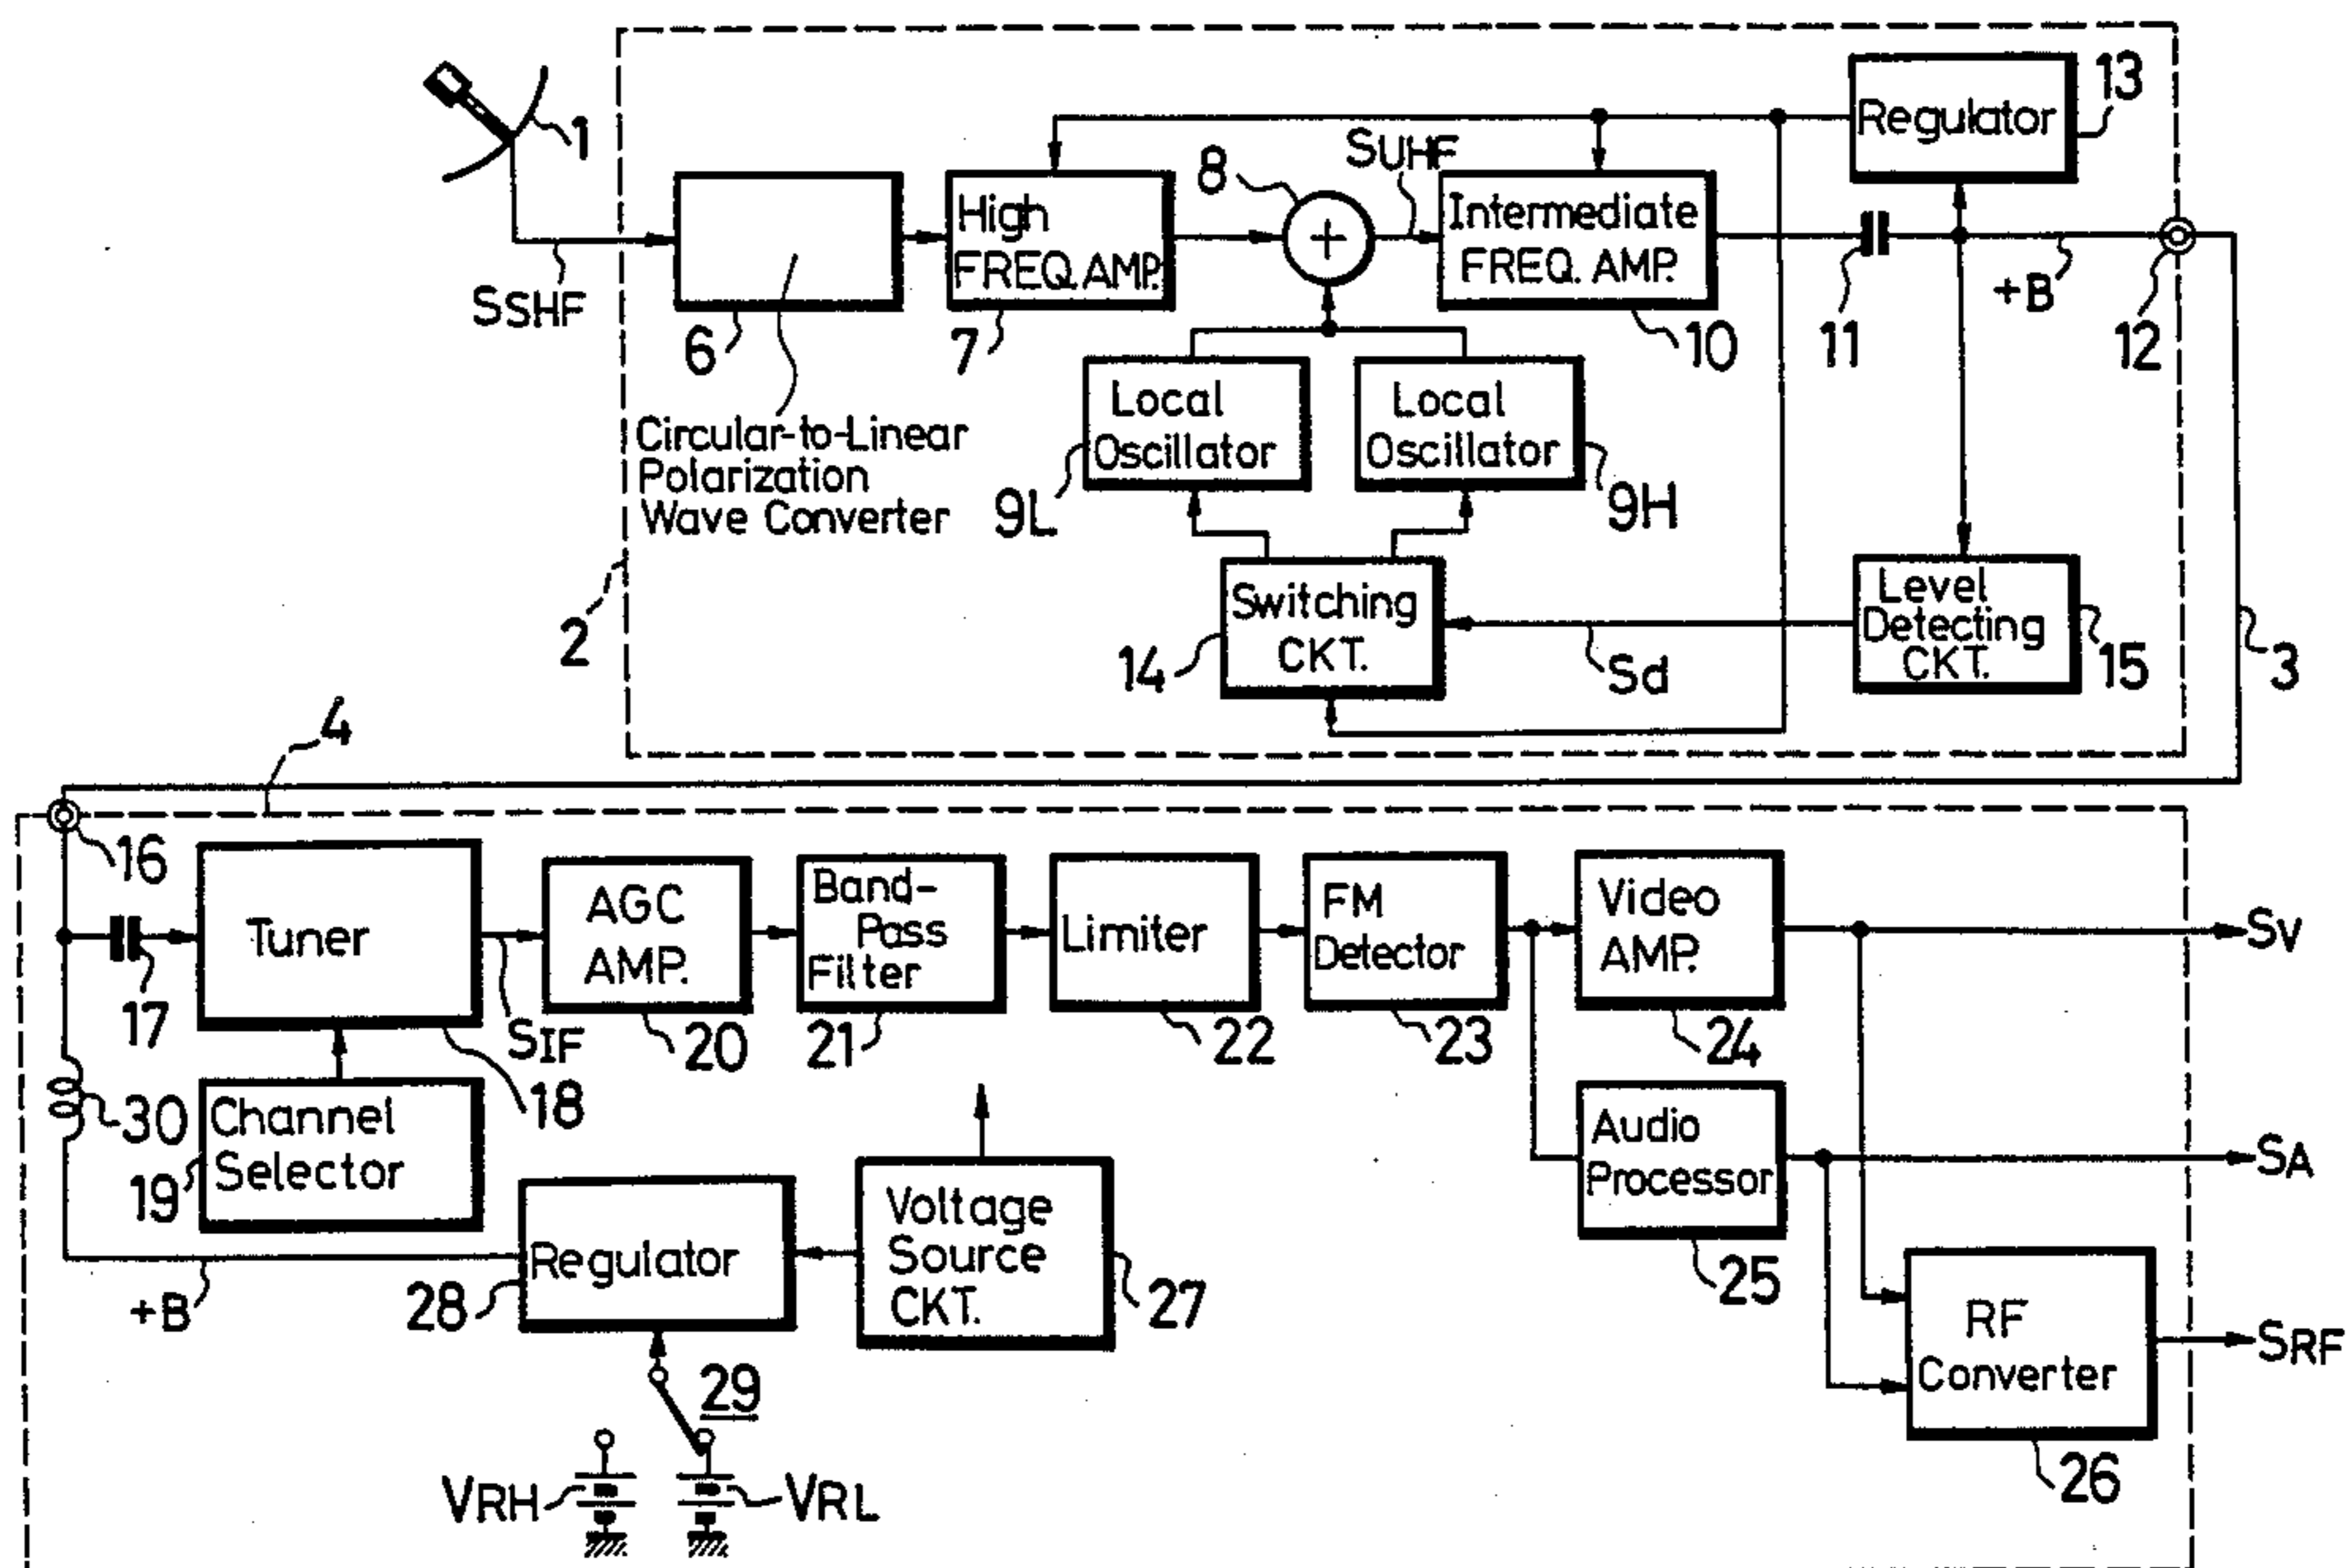 1
SSHF
2
6
Circular-to-Linear
Polarization
Wave Converter
High
FREQ. AMP.
7
8
SUHF
Intermediate
FREQ. AMP.
10
11
+B
12
Regulator
13
Local
Oscillator
9L
Local
Oscillator
9H
Switching
CKT.
14
Sd
Level
Detecting
CKT.
15
3
4
16
17
Tuner
18
SIF
AGC
AMP.
20
Band-
Pass
Filter
21
Limiter
22
FM
Detector
23
Video
AMP.
24
SV
30
Channel
Selector
19
Audio
Processor
25
SA
+B
Regulator
28
Voltage
Source
CKT.
27
RF
Converter
26
SRF
29
VRH
VRL